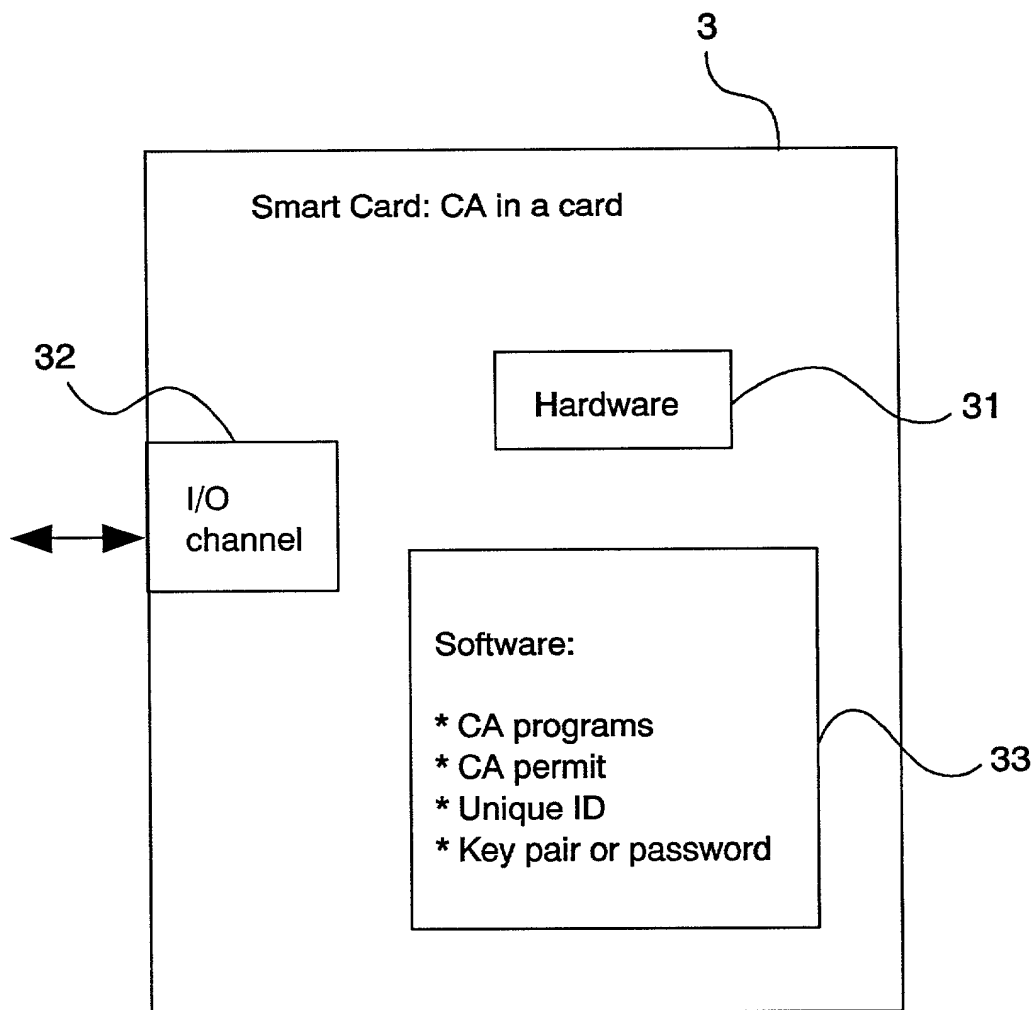 3
Smart Card: CA in a card
32
Hardware
31
I/O
channel
Software:
* CA programs
* CA permit
* Unique ID
* Key pair or password
33